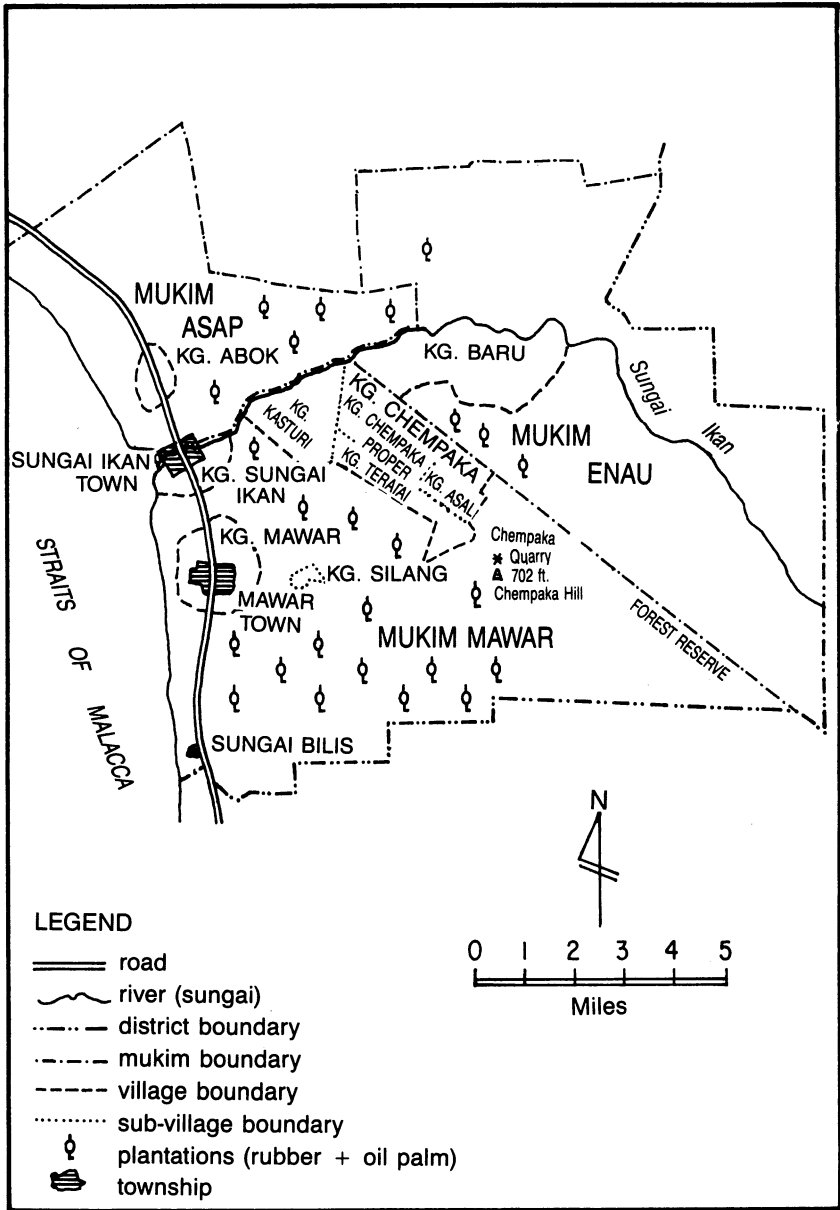 MUKIM
ASAP
KG. ABOK
KG. BARU
Sungai
Ikan
KG. CHEMPAKA
KG.
KASTURI
KG. CHEMPAKA
PROPER
KG. TERATAI
KG. ASALI
MUKIM
ENAU
SUNGAI IKAN
TOWN
KG. SUNGAI
IKAN
KG. MAWAR
MAWAR
TOWN
KG. SILANG
Chempaka
Quarry
702 ft.
Chempaka Hill
STRAITS OF MALACCA
MUKIM MAWAR
FOREST RESERVE
SUNGAI BILIS
N
LEGEND
road
river (sungai)
district boundary
mukim boundary
village boundary
sub-village boundary
plantations (rubber + oil palm)
township
0 1 2 3 4 5
Miles